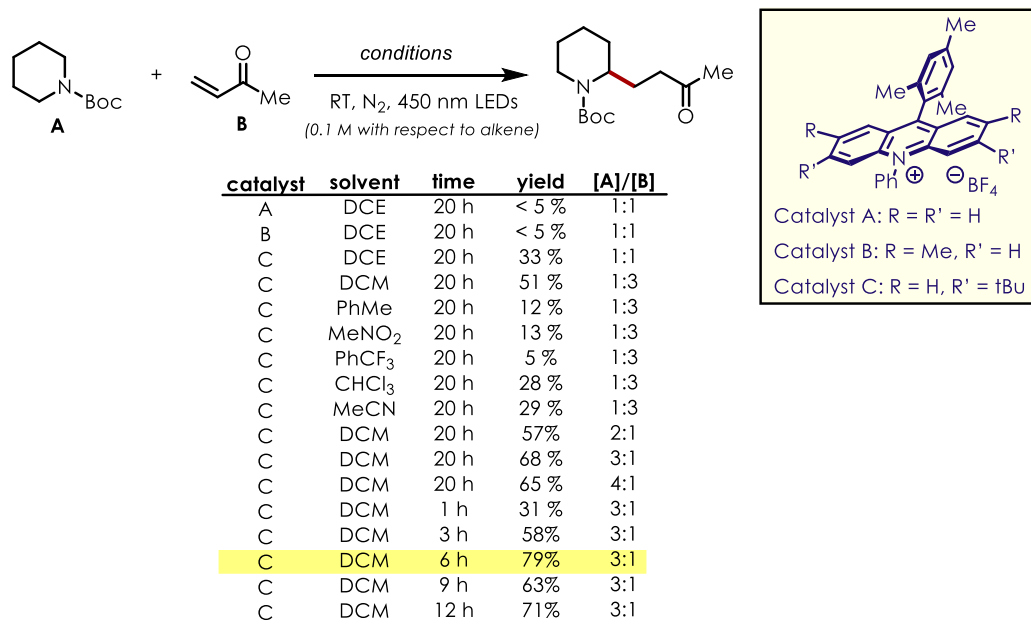 conditions
RT, N2, 450 nm LEDs
(0.1 M with respect to alkene)
N
Boc
A
+
O
Me
B
N
Boc
O
Me
catalyst solvent time yield [A]/[B]
A DCE 20 h < 5 % 1:1
B DCE 20 h < 5 % 1:1
C DCE 20 h 33 % 1:1
C DCM 20 h 51 % 1:3
C PhMe 20 h 12 % 1:3
C MeNO2 20 h 13 % 1:3
C PhCF3 20 h 5 % 1:3
C CHCl3 20 h 28 % 1:3
C MeCN 20 h 29 % 1:3
C DCM 20 h 57% 2:1
C DCM 20 h 68 % 3:1
C DCM 20 h 65 % 4:1
C DCM 1 h 31 % 3:1
C DCM 3 h 58% 3:1
C DCM 6 h 79% 3:1
C DCM 9 h 63% 3:1
C DCM 12 h 71% 3:1
Me
Me
Me
R
R
R'
R'
N
Ph
+
−
BF4
Catalyst A: R = R' = H
Catalyst B: R = Me, R' = H
Catalyst C: R = H, R' = tBu